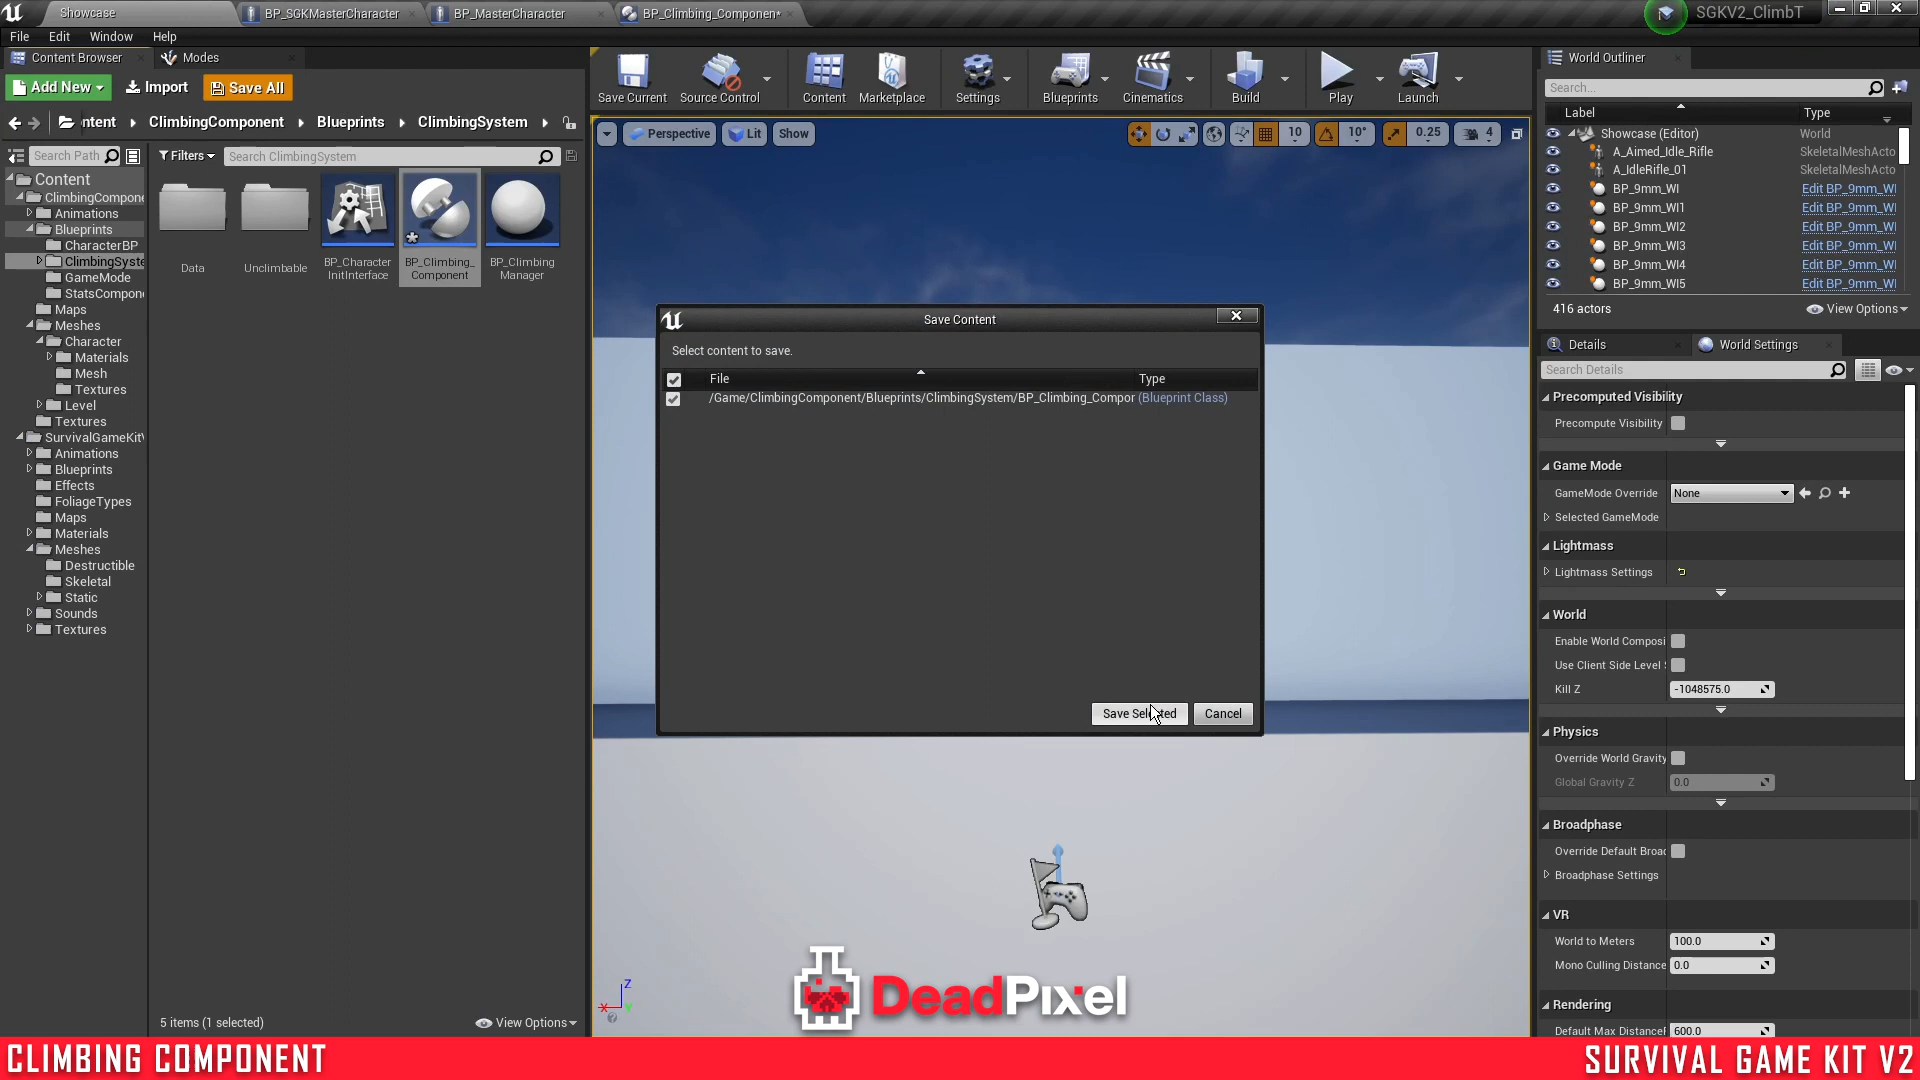 Showcase
BP_SGKMasterCharacter
BP_MasterCharacter
BP_Climbing_Componen*
SGKV2_ClimbT
File
Edit
Window
Help
Content Browser
Modes
Add New
Import
Save All
ntent
ClimbingComponent
Blueprints
ClimbingSystem
Search Path
Filters
Search ClimbingSystem
Content
ClimbingCompone
Animations
Blueprints
CharacterBP
ClimbingSyste
GameMode
StatsCompon
Maps
Meshes
Character
Materials
Mesh
Textures
Level
Textures
SurvivalGameKit
Animations
Blueprints
Effects
FoliageTypes
Maps
Materials
Meshes
Destructible
Skeletal
Static
Sounds
Textures
Data
Unclimbable
BP_Character
InitInterface
BP_Climbing_
Component
BP_Climbing
Manager
5 items (1 selected)
View Options
Save Current
Source Control
Content
Marketplace
Settings
Blueprints
Cinematics
Build
Play
Launch
Perspective
Lit
Show
10
10°
0.25
4
Save Content
Select content to save.
File
Type
/Game/ClimbingComponent/Blueprints/ClimbingSystem/BP_Climbing_Compor (Blueprint Class)
Save Selected
Cancel
X
Y
Z
DeadPixel
World Outliner
Search...
Label
Type
Showcase (Editor)
World
A_Aimed_Idle_Rifle
SkeletalMeshActo
A_IdleRifle_01
SkeletalMeshActo
BP_9mm_WI
Edit BP_9mm_WI
BP_9mm_WI1
Edit BP_9mm_WI
BP_9mm_WI2
Edit BP_9mm_WI
BP_9mm_WI3
Edit BP_9mm_WI
BP_9mm_WI4
Edit BP_9mm_WI
BP_9mm_WI5
Edit BP_9mm_WI
416 actors
View Options
Details
World Settings
Search Details
Precomputed Visibility
Precompute Visibility
Game Mode
GameMode Override
None
Selected GameMode
Lightmass
Lightmass Settings
World
Enable World Composi
Use Client Side Level
Kill Z
-1048575.0
Physics
Override World Gravity
Global Gravity Z
0.0
Broadphase
Override Default Broac
Broadphase Settings
VR
World to Meters
100.0
Mono Culling Distance
0.0
Rendering
Default Max DistanceF
600.0
CLIMBING COMPONENT
SURVIVAL GAME KIT V2